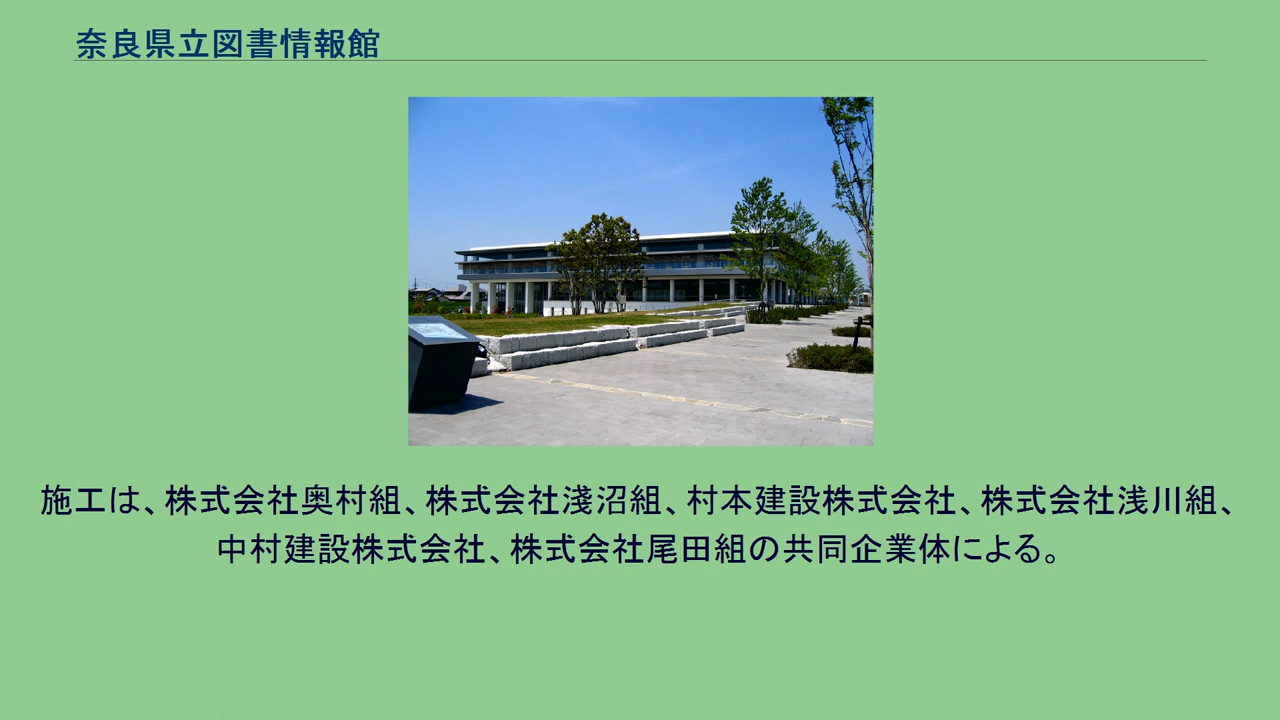 奈良県立図書情報館
施工は、株式会社奥村組、株式会社淺沼組、村本建設株式会社、株式会社浅川組、
中村建設株式会社、株式会社尾田組の共同企業体による。